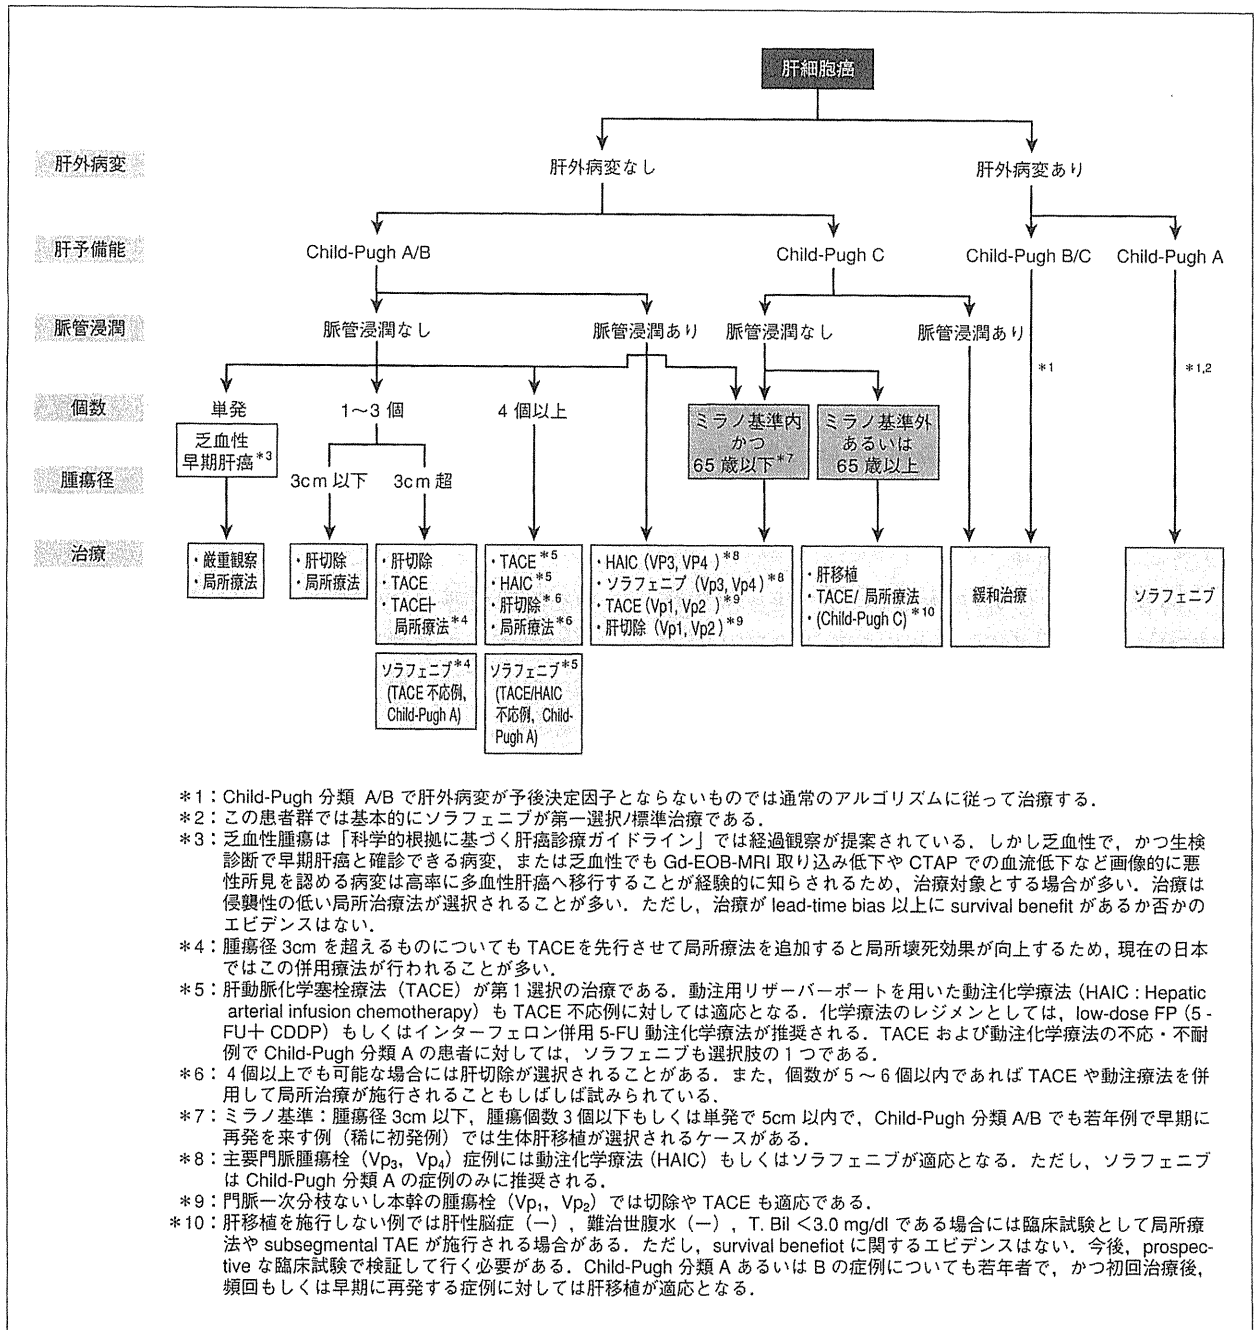 肝細胞癌
肝外病変
肝外病変なし
肝外病変あり
肝予備能
Child-Pugh A/B
Child-Pugh C
Child-Pugh B/C
Child-Pugh A
脈管浸潤
脈管浸潤なし
脈管浸潤あり
脈管浸潤なし
脈管浸潤あり
*1
*1,2
個数
単発
1〜3 個
4 個以上
ミラノ基準内
かつ
65 歳以下*7
ミラノ基準外
あるいは
65 歳以上
乏血性
早期肝癌*3
腫瘍径
3cm 以下
3cm 超
治療
・厳重観察
・局所療法
・肝切除
・局所療法
・肝切除
・TACE
・TACE+
局所療法*4
・TACE*5
・HAIC*5
・肝切除*6
・局所療法*6
・HAIC (VP3, VP4 )*8
・ソラフェニブ (Vp3, Vp4)*8
・TACE (Vp1, Vp2 )*9
・肝切除 (Vp1, Vp2)*9
・肝移植
・TACE/ 局所療法
・(Child-Pugh C)*10
緩和治療
ソラフェニブ
ソラフェニブ*4
(TACE 不応例,
Child-Pugh A)
ソラフェニブ*5
(TACE/HAIC
不応例, Child-
Pugh A)
*1：Child-Pugh 分類 A/B で肝外病変が予後決定因子とならないものでは通常のアルゴリズムに従って治療する．
*2：この患者群では基本的にソラフェニブが第一選択/標準治療である．
*3：乏血性腫瘍は「科学的根拠に基づく肝癌診療ガイドライン」では経過観察が提案されている．しかし乏血性で，かつ生検
診断で早期肝癌と確診できる病変，または乏血性でも Gd-EOB-MRI 取り込み低下や CTAP での血流低下など画像的に悪
性所見を認める病変は高率に多血性肝癌へ移行することが経験的に知らされるため，治療対象とする場合が多い．治療は
侵襲性の低い局所治療法が選択されることが多い．ただし，治療が lead-time bias 以上に survival benefit があるか否かの
エビデンスはない．
*4：腫瘍径 3cm を超えるものについても TACEを先行させて局所療法を追加すると局所壊死効果が向上するため，現在の日本
ではこの併用療法が行われることが多い．
*5：肝動脈化学塞栓療法（TACE）が第 1 選択の治療である．動注用リザーバーポートを用いた動注化学療法（HAIC : Hepatic
arterial infusion chemotherapy）も TACE 不応例に対しては適応となる．化学療法のレジメンとしては，low-dose FP（5 -
FU＋ CDDP）もしくはインターフェロン併用 5-FU 動注化学療法が推奨される．TACE および動注化学療法の不応・不耐
例で Child-Pugh 分類 A の患者に対しては，ソラフェニブも選択肢の 1 つである．
*6：4 個以上でも可能な場合には肝切除が選択されることがある．また，個数が 5 〜 6 個以内であれば TACE や動注療法を併
用して局所治療が施行されることもしばしば試みられている．
*7：ミラノ基準：腫瘍径 3cm 以下，腫瘍個数 3 個以下もしくは単発で 5cm 以内で，Child-Pugh 分類 A/B でも若年例で早期に
再発を来す例（稀に初発例）では生体肝移植が選択されるケースがある．
*8：主要門脈腫瘍栓（Vp₃，Vp₄）症例には動注化学療法（HAIC）もしくはソラフェニブが適応となる．ただし，ソラフェニブ
は Child-Pugh 分類 A の症例のみに推奨される．
*9：門脈一次分枝ないし本幹の腫瘍栓（Vp₁，Vp₂）では切除や TACE も適応である．
*10：肝移植を施行しない例では肝性脳症（−），難治世腹水（−），T. Bil ＜3.0 mg/dl である場合には臨床試験として局所療
法や subsegmental TAE が施行される場合がある．ただし，survival benefiot に関するエビデンスはない．今後，prospec-
tive な臨床試験で検証して行く必要がある．Child-Pugh 分類 A あるいは B の症例についても若年者で，かつ初回治療後，
頻回もしくは早期に再発する症例に対しては肝移植が適応となる．